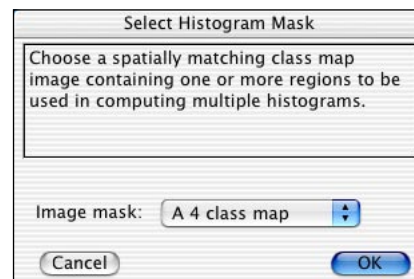 Select Histogram Mask
Choose a spatially matching class map
image containing one or more regions to be
used in computing multiple histograms.
Image mask: A 4 class map
Cancel OK